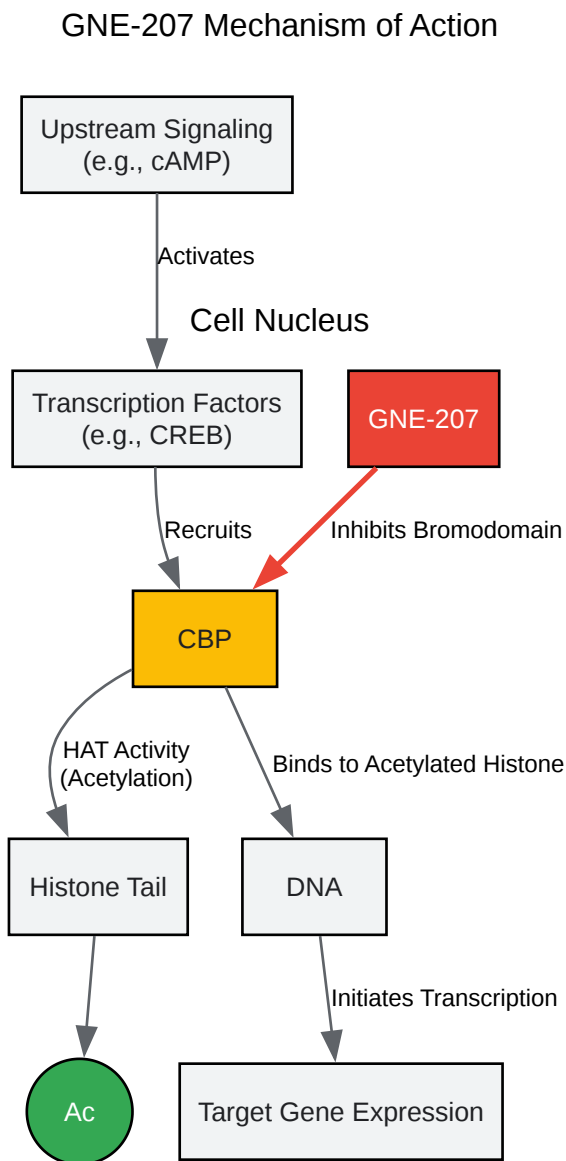 GNE-207 Mechanism of Action
Upstream Signaling
(e.g., cAMP)
Activates
Cell Nucleus
Transcription Factors
(e.g., CREB)
GNE-207
Recruits
Inhibits Bromodomain
CBP
HAT Activity
(Acetylation)
Binds to Acetylated Histone
Histone Tail
DNA
Initiates Transcription
Ac
Target Gene Expression